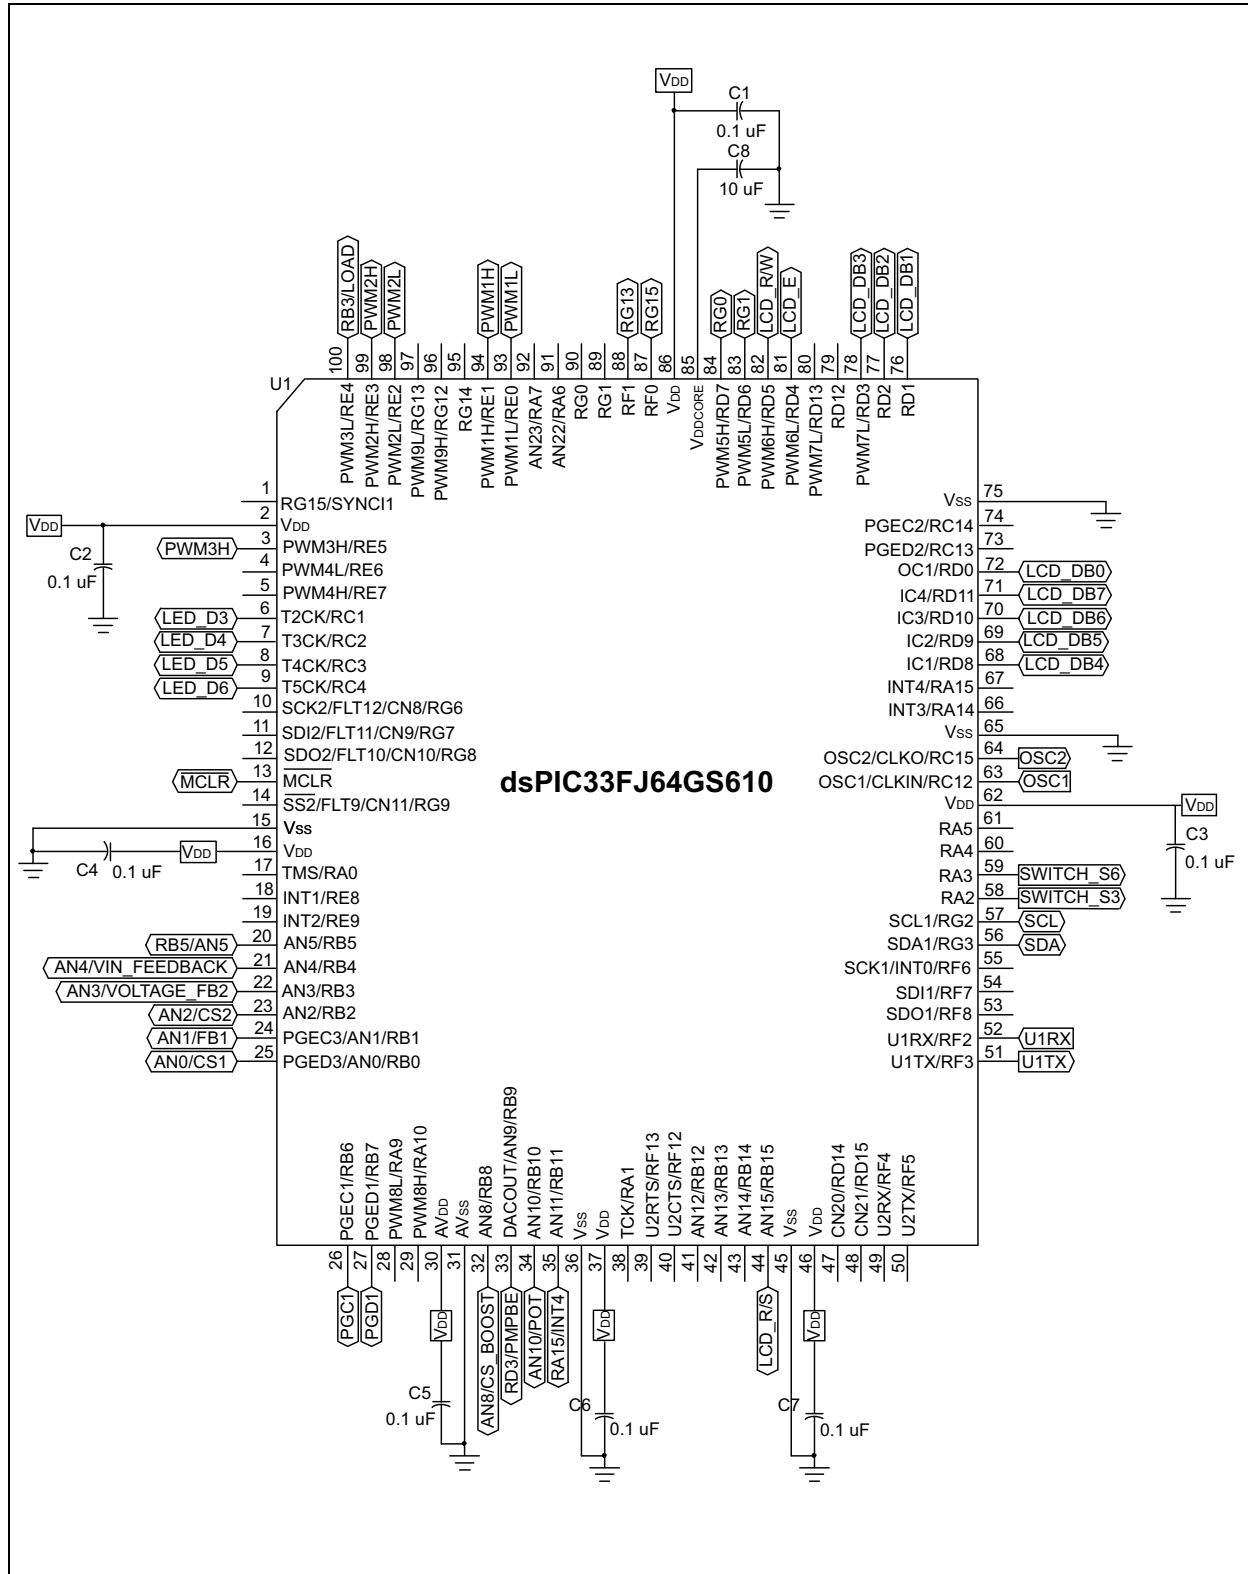 VDD
C1
0.1 uF
C8
10 uF
RB3/LOAD
PWM2H
PWM2L
PWM1H
PWM1L
RG13
RG15
RG0
RG1
LCD_R/W
LCD_E
LCD_DB3
LCD_DB2
LCD_DB1
100
99
98
97
96
95
94
93
92
91
90
89
88
87
86
85
84
83
82
81
80
79
78
77
76
U1
PWM3L/RE4
PWM2H/RE3
PWM2L/RE2
PWM9L/RG13
PWM9H/RG12
RG14
PWM1H/RE1
PWM1L/RE0
AN23/RA7
AN22/RA6
RG0
RG1
RF1
RF0
VDD
VDDCORE
PWM5H/RD7
PWM5L/RD6
PWM6H/RD5
PWM6L/RD4
PWM7L/RD13
RD12
PWM7L/RD3
RD2
RD1
1 RG15/SYNCI1
VDD 2 VDD
C2
0.1 uF
PWM3H 3 PWM3H/RE5
4 PWM4L/RE6
5 PWM4H/RE7
LED_D3 6 T2CK/RC1
LED_D4 7 T3CK/RC2
LED_D5 8 T4CK/RC3
LED_D6 9 T5CK/RC4
10 SCK2/FLT12/CN8/RG6
11 SDI2/FLT11/CN9/RG7
12 SDO2/FLT10/CN10/RG8
MCLR 13 MCLR
14 SS2/FLT9/CN11/RG9
15 Vss
C4 0.1 uF VDD 16 VDD
17 TMS/RA0
18 INT1/RE8
19 INT2/RE9
RB5/AN5 20 AN5/RB5
AN4/VIN_FEEDBACK 21 AN4/RB4
AN3/VOLTAGE_FB2 22 AN3/RB3
AN2/CS2 23 AN2/RB2
AN1/FB1 24 PGEC3/AN1/RB1
AN0/CS1 25 PGED3/AN0/RB0
dsPIC33FJ64GS610
Vss 75
PGEC2/RC14 74
PGED2/RC13 73
OC1/RD0 72 LCD_DB0
IC4/RD11 71 LCD_DB7
IC3/RD10 70 LCD_DB6
IC2/RD9 69 LCD_DB5
IC1/RD8 68 LCD_DB4
INT4/RA15 67
INT3/RA14 66
Vss 65
OSC2/CLKO/RC15 64 OSC2
OSC1/CLKIN/RC12 63 OSC1
VDD 62 VDD
C3
0.1 uF
RA5 61
RA4 60
RA3 59 SWITCH_S6
RA2 58 SWITCH_S3
SCL1/RG2 57 SCL
SDA1/RG3 56 SDA
SCK1/INT0/RF6 55
SDI1/RF7 54
SDO1/RF8 53
U1RX/RF2 52 U1RX
U1TX/RF3 51 U1TX
PGEC1/RB6
PGED1/RB7
PWM8L/RA9
PWM8H/RA10
AVDD
AVSS
AN8/RB8
DACOUT/AN9/RB9
AN10/RB10
AN11/RB11
VSS
VDD
TCK/RA1
U2RTS/RF13
U2CTS/RF12
AN12/RB12
AN13/RB13
AN14/RB14
AN15/RB15
VSS
VDD
CN20/RD14
CN21/RD15
U2RX/RF4
U2TX/RF5
26
27
28
29
30
31
32
33
34
35
36
37
38
39
40
41
42
43
44
45
46
47
48
49
50
PGC1
PGD1
VDD
AN8/CS_BOOST
RD3/PMPBE
AN10/POT
RA15/INT4
VDD
LCD_R/S
VDD
C5
0.1 uF
C6
0.1 uF
C7
0.1 uF